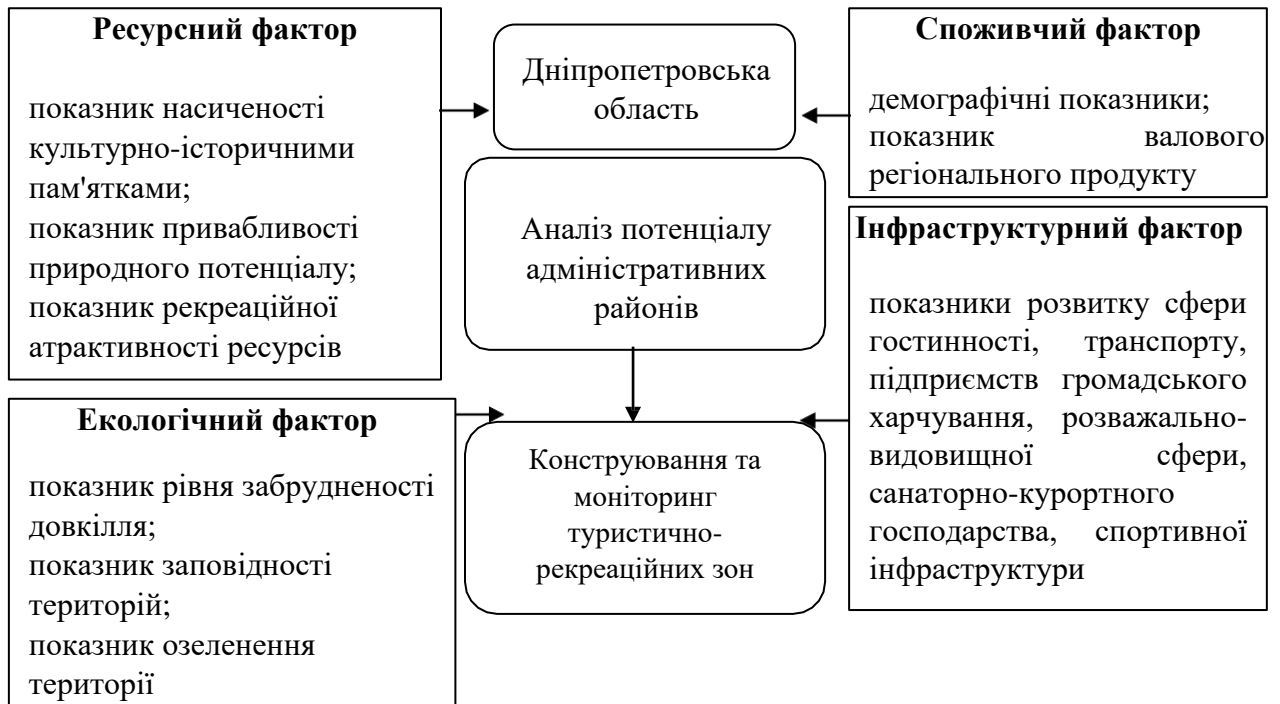 Ресурсний фактор
показник насиченості
культурно-історичними
пам'ятками;
показник привабливості
природного потенціалу;
показник рекреаційної
атрактивності ресурсів
Дніпропетровська
область
Споживчий фактор
демографічні показники;
показник валового
регіонального продукту
Аналіз потенціалу
адміністративних
районів
Інфраструктурний фактор
показники розвитку сфери
гостинності, транспорту,
підприємств громадського
харчування, розважально-
видовищної сфери,
санаторно-курортного
господарства, спортивної
інфраструктури
Екологічний фактор
показник рівня забрудненості
довкілля;
показник заповідності
територій;
показник озеленення
території
Конструювання та
моніторинг
туристично-
рекреаційних зон